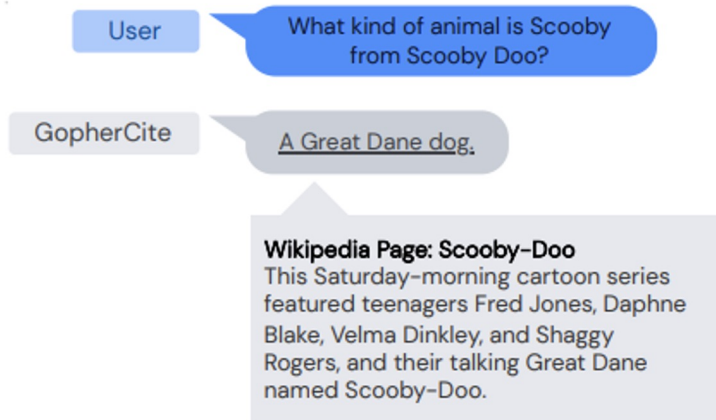 User
What kind of animal is Scooby
from Scooby Doo?
GopherCite
A Great Dane dog.
Wikipedia Page: Scooby-Doo
This Saturday-morning cartoon series
featured teenagers Fred Jones, Daphne
Blake, Velma Dinkley, and Shaggy
Rogers, and their talking Great Dane
named Scooby-Doo.